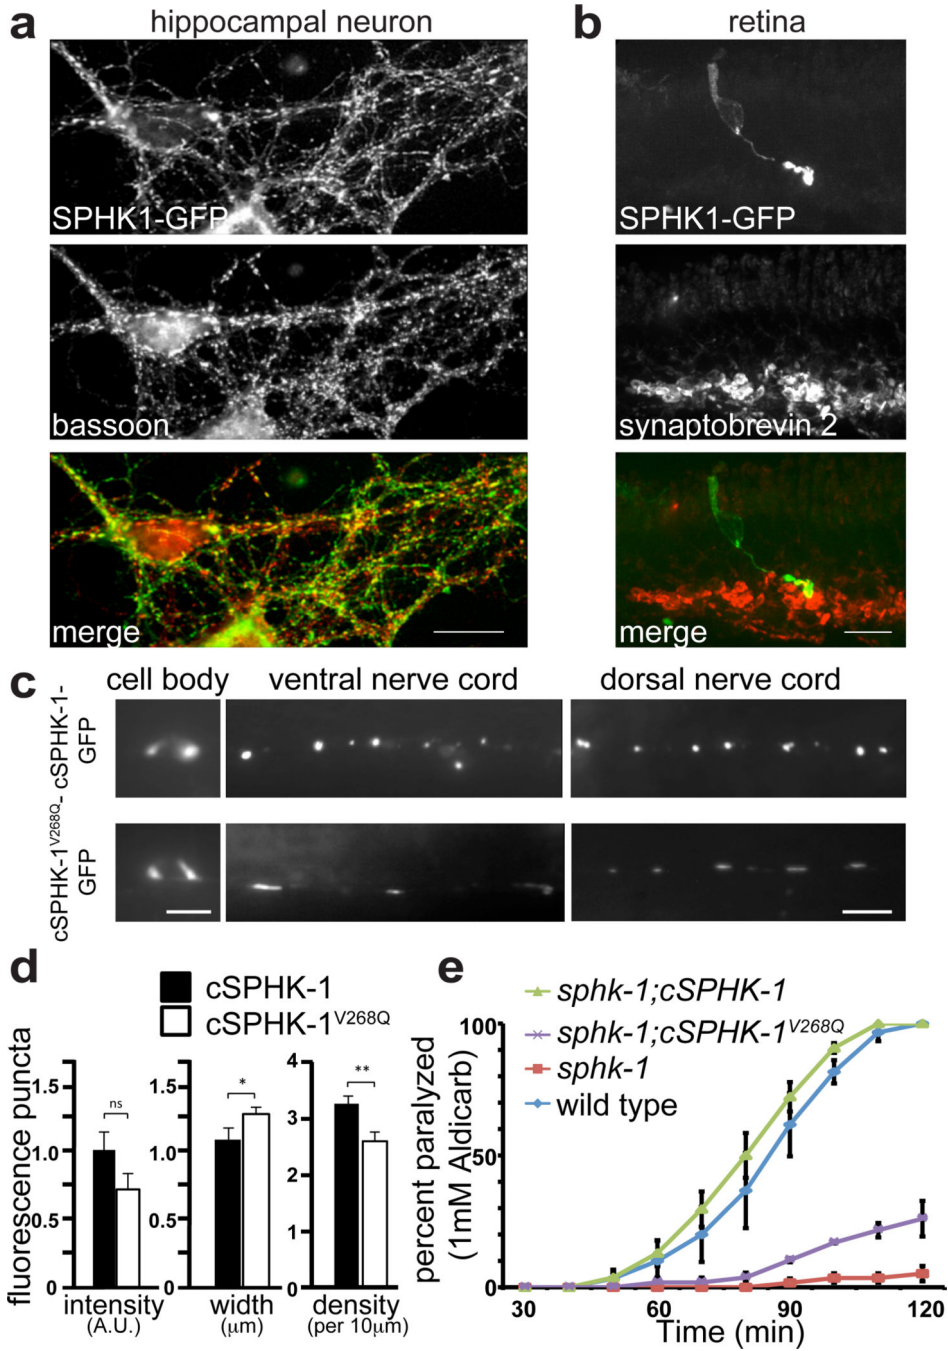 a hippocampal neuron
b retina
SPHK1-GFP
SPHK1-GFP
bassoon
synaptobrevin 2
merge
merge
c cell body ventral nerve cord dorsal nerve cord
cSPHK-1-
GFP
cSPHK-1V268Q-
GFP
d
cSPHK-1
cSPHK-1V268Q
fluorescence puncta
1.5
1.0
0.5
0
ns
intensity
(A.U.)
1.5
1.0
0.5
0
*
width
(μm)
4
3
2
1
0
**
density
(per 10μm)
e
sphk-1;cSPHK-1
sphk-1;cSPHK-1V268Q
sphk-1
wild type
percent paralyzed
(1mM Aldicarb)
100
50
0
30 60 90 120
Time (min)